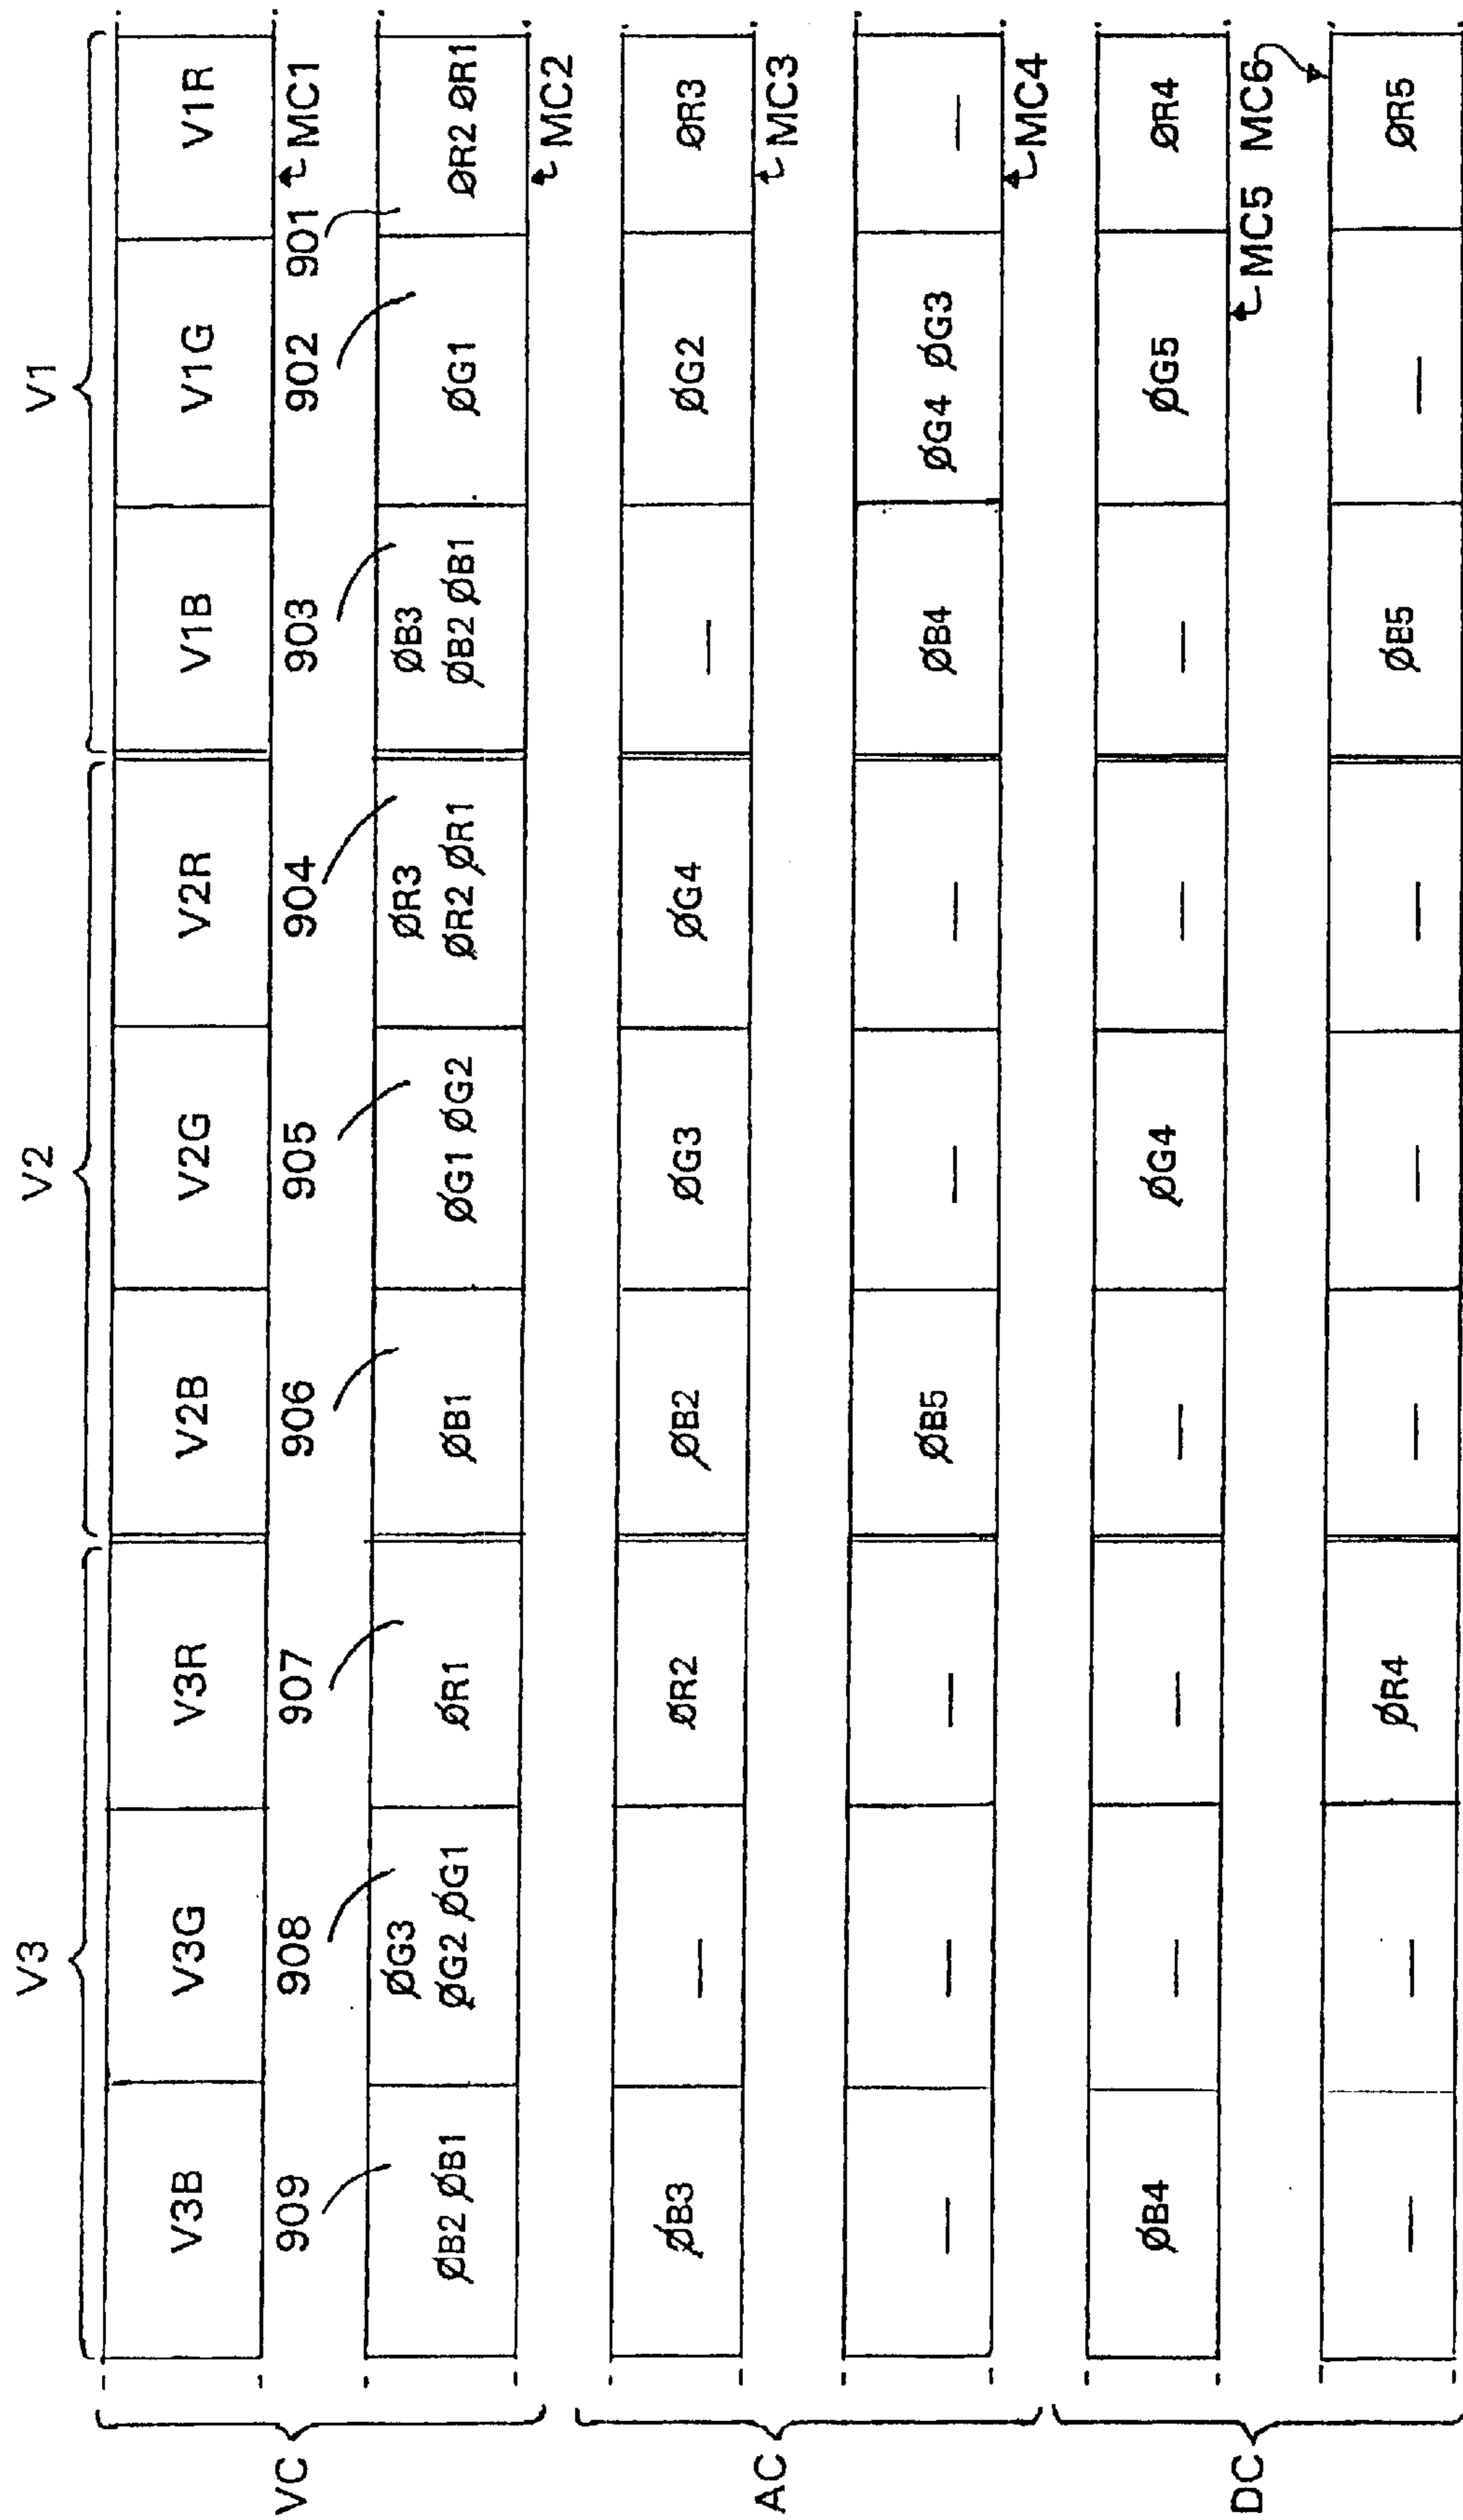 V3 V2 V1
VC
V3B V3G V3R V2B V2G V2R V1B V1G V1R
909 908 907 906 905 904 903 902 901 MC1
ØG3 ØR3 ØB3
ØB2 ØB1 ØG2 ØG1 ØR1 ØB1 ØG1 ØG2 ØR2 ØR1 ØB2 ØB1 ØG1 ØR2 ØR1
MC2
AC
ØB3 — ØR2 ØB2 ØG3 ØG4 — ØG2 ØR3
MC3
— — — ØB5 — — ØB4 ØG4 ØG3 —
MC4
DC
ØB4 — — — ØG4 — — ØG5 ØR4
MC5 MC6
— — ØR4 — — — ØB5 — ØR5